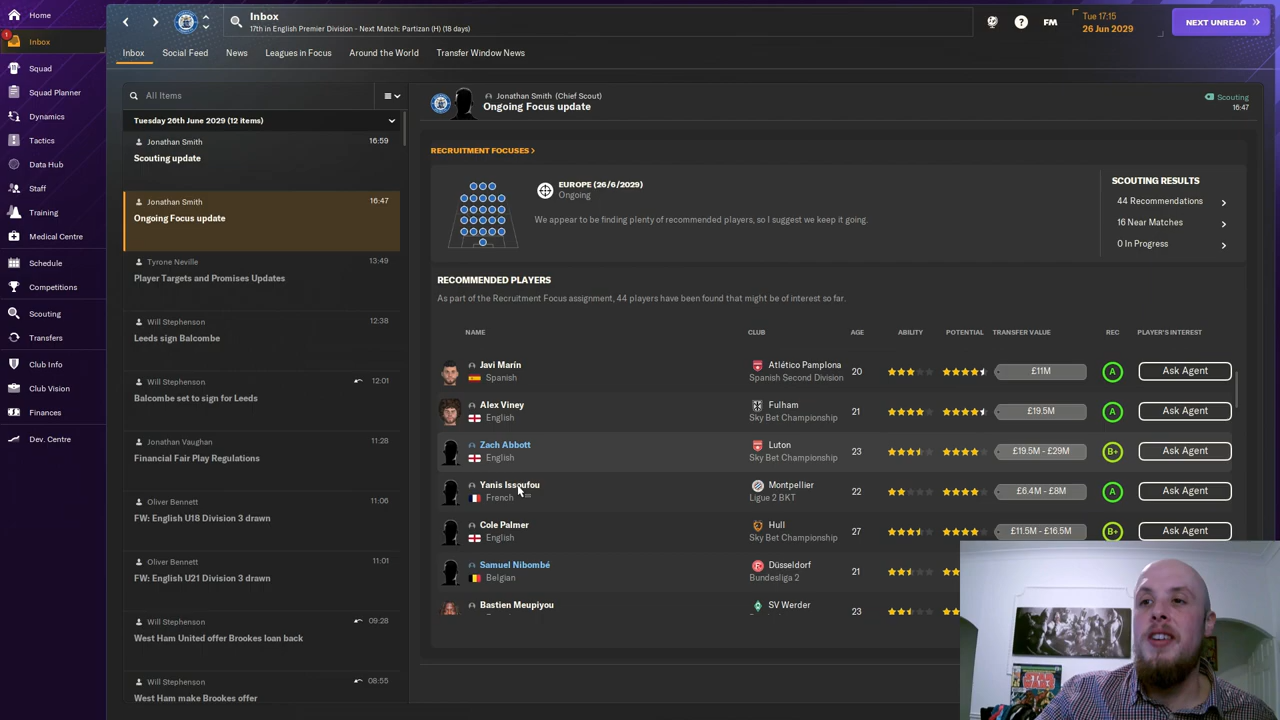 Home
1
Inbox
Squad
Squad Planner
Dynamics
Tactics
Data Hub
Staff
Training
Medical Centre
Schedule
Competitions
Scouting
Transfers
Club Info
Club Vision
Finances
Dev. Centre
Inbox
17th in English Premier Division - Next Match: Partizan (H) (18 days)
FM
Tue 17:15
26 Jun 2029
NEXT UNREAD
Inbox Social Feed News Leagues in Focus Around the World Transfer Window News
All Items
Tuesday 26th June 2029 (12 items)
Jonathan Smith 16:59
Scouting update
Jonathan Smith 16:47
Ongoing Focus update
Tyrone Neville 13:49
Player Targets and Promises Updates
Will Stephenson 12:38
Leeds sign Balcombe
Will Stephenson 12:01
Balcombe set to sign for Leeds
Jonathan Vaughan 11:28
Financial Fair Play Regulations
Oliver Bennett 11:06
FW: English U18 Division 3 drawn
Oliver Bennett 11:01
FW: English U21 Division 3 drawn
Will Stephenson 09:28
West Ham United offer Brookes loan back
Will Stephenson 08:55
West Ham make Brookes offer
Jonathan Smith (Chief Scout)
Ongoing Focus update
Scouting
16:47
RECRUITMENT FOCUSES >
EUROPE (26/6/2029)
Ongoing
We appear to be finding plenty of recommended players, so I suggest we keep it going.
SCOUTING RESULTS
44 Recommendations
16 Near Matches
0 In Progress
RECOMMENDED PLAYERS
As part of the Recruitment Focus assignment, 44 players have been found that might be of interest so far.
NAME CLUB AGE ABILITY POTENTIAL TRANSFER VALUE REC PLAYER'S INTEREST
Javi Marín Atlético Pamplona 20 £11M A Ask Agent
Spanish Spanish Second Division
Alex Viney Fulham 21 £19.5M A Ask Agent
English Sky Bet Championship
Zach Abbott Luton 23 £19.5M - £29M B+ Ask Agent
English Sky Bet Championship
Yanis Issoufou Montpellier 22 £6.4M - £8M A Ask Agent
French Ligue 2 BKT
Cole Palmer Hull 27 £11.5M - £16.5M B+ Ask Agent
English Sky Bet Championship
Samuel Nibombé Düsseldorf 21
Belgian Bundesliga 2
Bastien Meupiyou SV Werder 23
STAR WARS